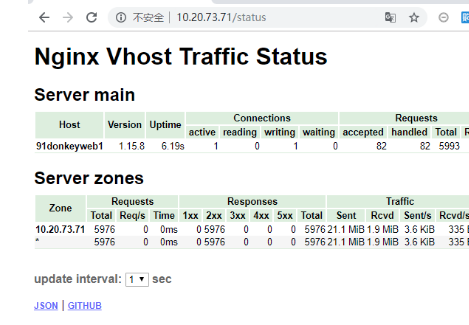 不安全 | 10.20.73.71/status
Nginx Vhost Traffic Status
Server main
Host Version Uptime Connections Requests
active reading writing waiting accepted handled Total
91donkeyweb1 1.15.8 6.19s 1 0 1 0 82 82 5993
Server zones
Zone Requests Responses Traffic
Total Req/s Time 1xx 2xx 3xx 4xx 5xx Total Sent Rcvd Sent/s Rcvd/s
10.20.73.71 5976 0 0ms 0 5976 0 0 0 5976 21.1 MiB 1.9 MiB 3.6 KiB 335
* 5976 0 0ms 0 5976 0 0 0 5976 21.1 MiB 1.9 MiB 3.6 KiB 335
update interval: 1 sec
JSON | GITHUB